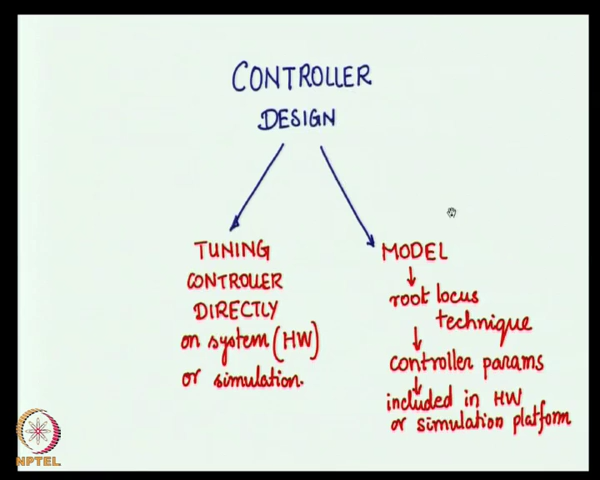 CONTROLLER
DESIGN
TUNING
CONTROLLER
DIRECTLY
on system (HW)
or simulation.
MODEL
root locus
technique
controller params
included in HW
or simulation platform
NPTEL